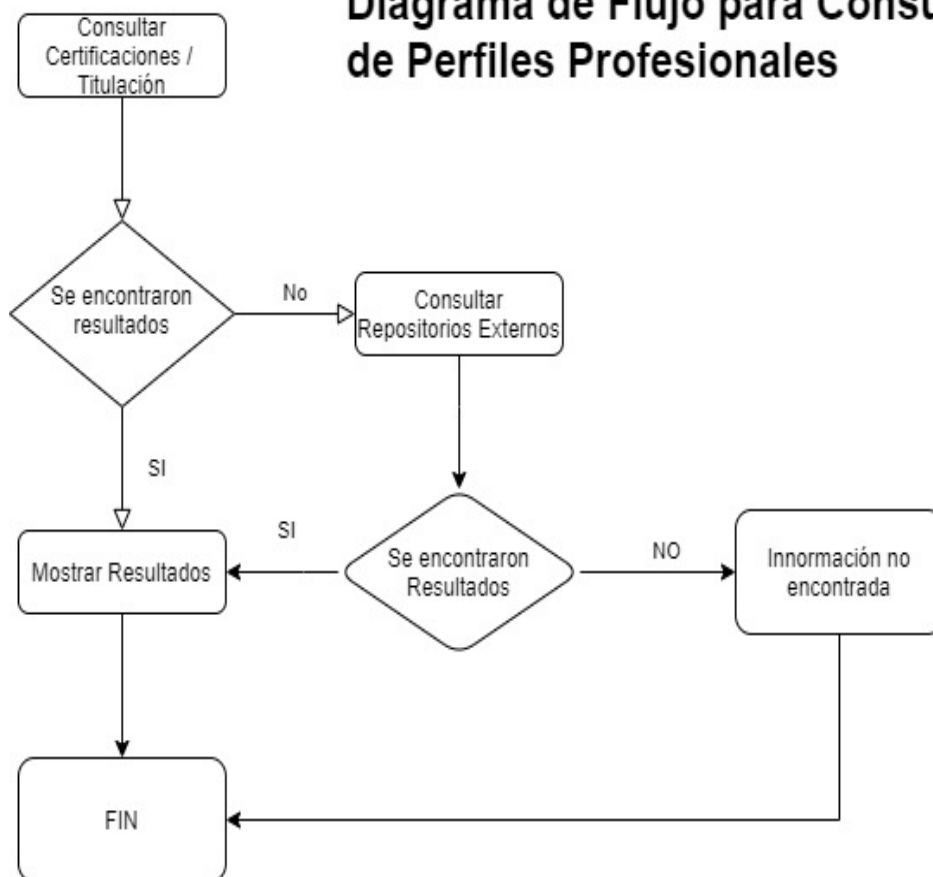 Diagrama de Flujo para Consu
de Perfiles Profesionales
Consultar
Certificaciones /
Titulación
Se encontraron
resultados
No
Consultar
Repositorios Externos
SI
Mostrar Resultados
SI
Se encontraron
Resultados
NO
Innormación no
encontrada
FIN